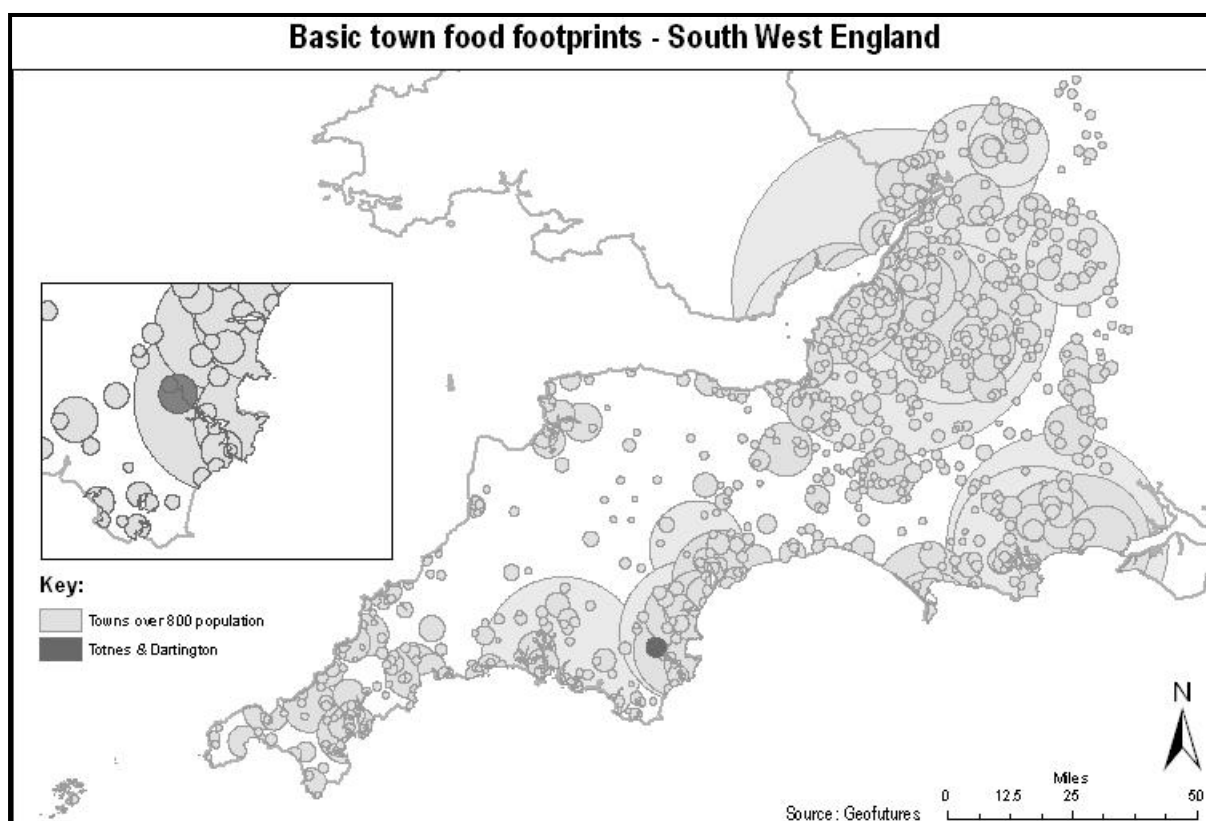 Basic town food footprints - South West England
Key:
Towns over 800 population
Totnes & Dartington
N
Miles
0 12.5 25 50
Source : Geofutures